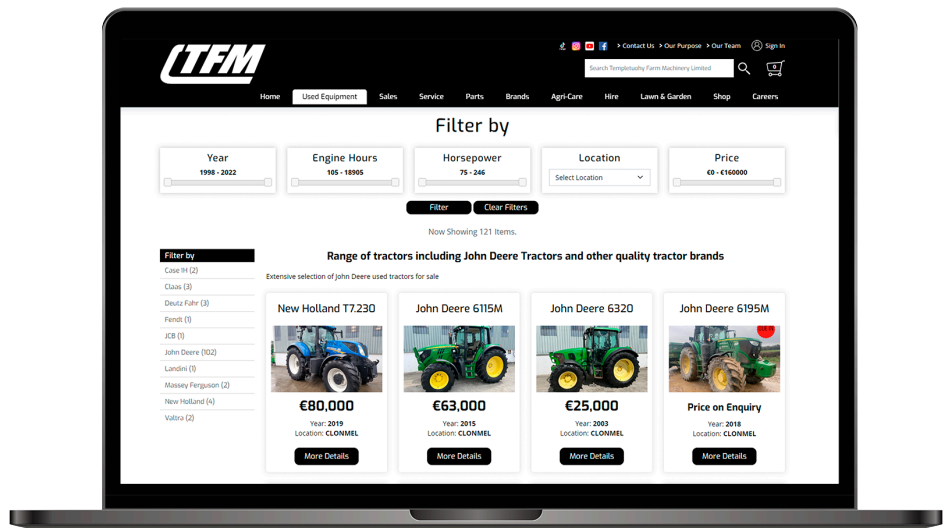 > Contact Us > Our Purpose > Our Team Sign In
TFM
Search Templetuohy Farm Machinery Limited
0
Home Used Equipment Sales Service Parts Brands Agri-Care Hire Lawn & Garden Shop Careers
Filter by
Year Engine Hours Horsepower Location Price
1998 - 2022 105 - 18905 75 - 246 Select Location €0 - €160000
Filter Clear Filters
Now Showing 121 Items.
Filter by
Case IH (2)
Claas (3)
Deutz Fahr (3)
Fendt (1)
JCB (1)
John Deere (102)
Landini (1)
Massey Ferguson (2)
New Holland (4)
Valtra (2)
Range of tractors including John Deere Tractors and other quality tractor brands
Extensive selection of John Deere used tractors for sale
New Holland T7.230 John Deere 6115M John Deere 6320 John Deere 6195M
€80,000 €63,000 €25,000 Price on Enquiry
Year: 2019 Year: 2015 Year: 2003 Year: 2018
Location: CLONMEL Location: CLONMEL Location: CLONMEL Location: CLONMEL
More Details More Details More Details More Details